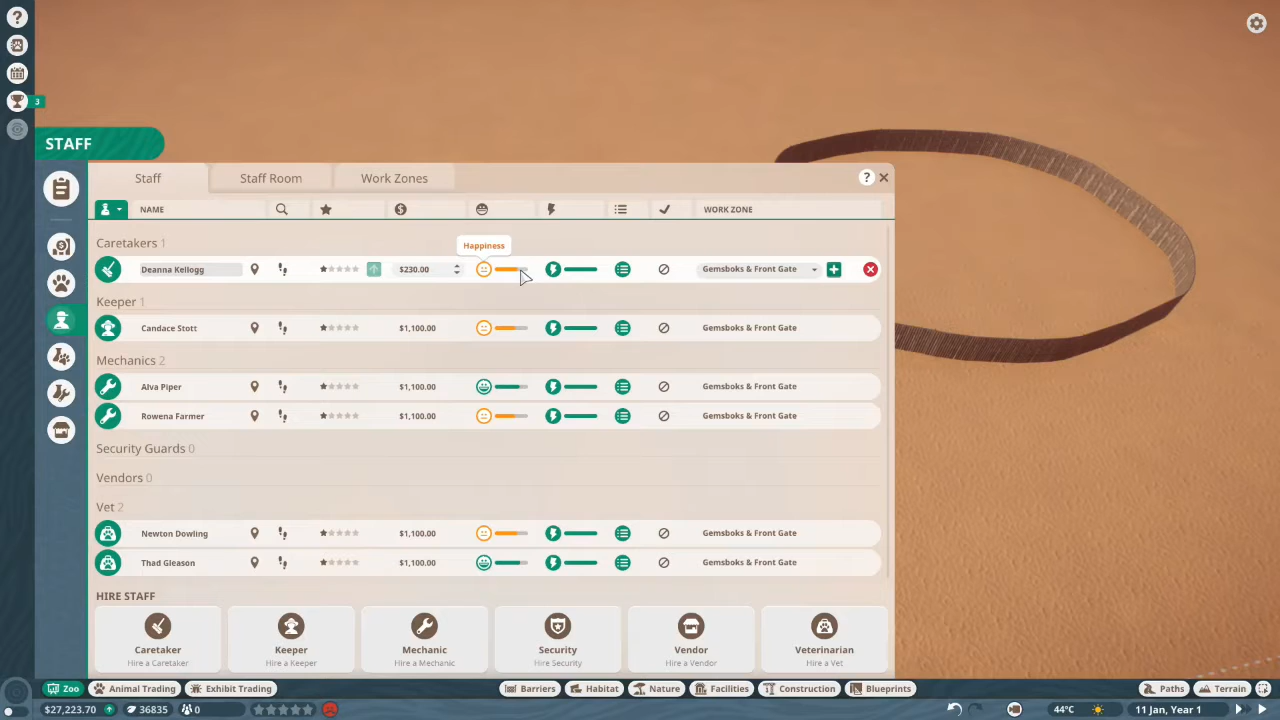 ?
3
STAFF
Staff Staff Room Work Zones ?
NAME WORK ZONE
Caretakers 1
Happiness
Deanna Kellogg $230.00 Gemsboks & Front Gate
Keeper 1
Candace Stott $1,100.00 Gemsboks & Front Gate
Mechanics 2
Alva Piper $1,100.00 Gemsboks & Front Gate
Rowena Farmer $1,100.00 Gemsboks & Front Gate
Security Guards 0
Vendors 0
Vet 2
Newton Dowling $1,100.00 Gemsboks & Front Gate
Thad Gleason $1,100.00 Gemsboks & Front Gate
HIRE STAFF
Caretaker Keeper Mechanic Security Vendor Veterinarian
Hire a Caretaker Hire a Keeper Hire a Mechanic Hire Security Hire a Vendor Hire a Vet
Zoo Animal Trading Exhibit Trading Barriers Habitat Nature Facilities Construction Blueprints Paths Terrain
$27,223.70 36835 0 44°C 11 Jan, Year 1